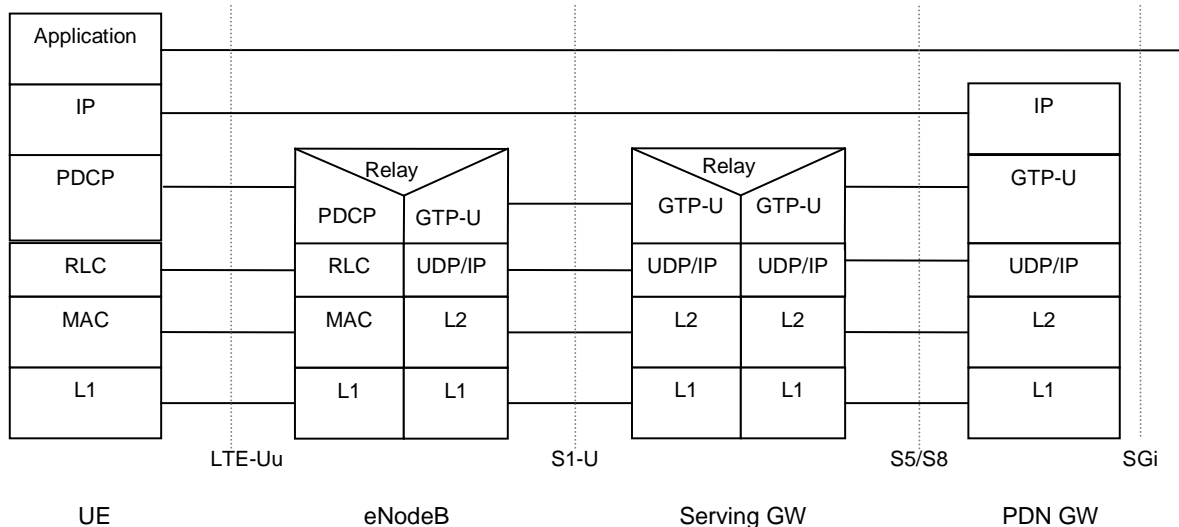 Application
IP
IP
PDCP
Relay
Relay
GTP-U
PDCP
GTP-U
GTP-U
GTP-U
RLC
RLC
UDP/IP
UDP/IP
UDP/IP
UDP/IP
MAC
MAC
L2
L2
L2
L2
L1
L1
L1
L1
L1
L1
LTE-Uu
S1-U
S5/S8
SGi
UE
eNodeB
Serving GW
PDN GW